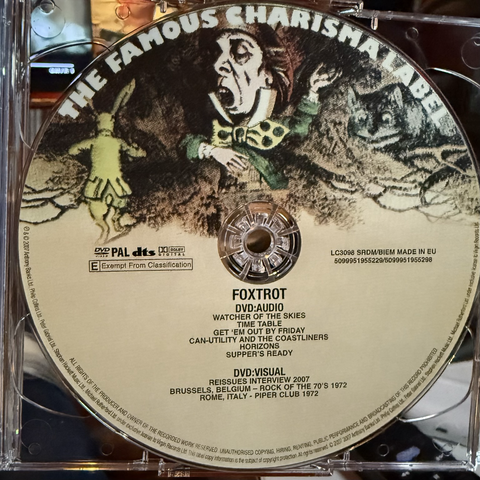 THE FAMOUS CHARISMA LABEL
DVD PAL dts DOLBY DIGITAL
E Exempt From Classification
LC3098 SRDM/BIEM MADE IN EU
5099951955229/5099951955298
FOXTROT
DVD:AUDIO
WATCHER OF THE SKIES
TIME TABLE
GET 'EM OUT BY FRIDAY
CAN-UTILITY AND THE COASTLINERS
HORIZONS
SUPPER'S READY
DVD:VISUAL
REISSUES INTERVIEW 2007
BRUSSELS, BELGIUM – ROCK OF THE 70'S 1972
ROME, ITALY - PIPER CLUB 1972
ALL RIGHTS OF THE PRODUCER AND OWNER OF THE RECORDED WORK RESERVED. UNAUTHORISED COPYING, HIRING, RENTING, PUBLIC PERFORMANCE AND BROADCASTING OF THIS RECORD PROHIBITED.